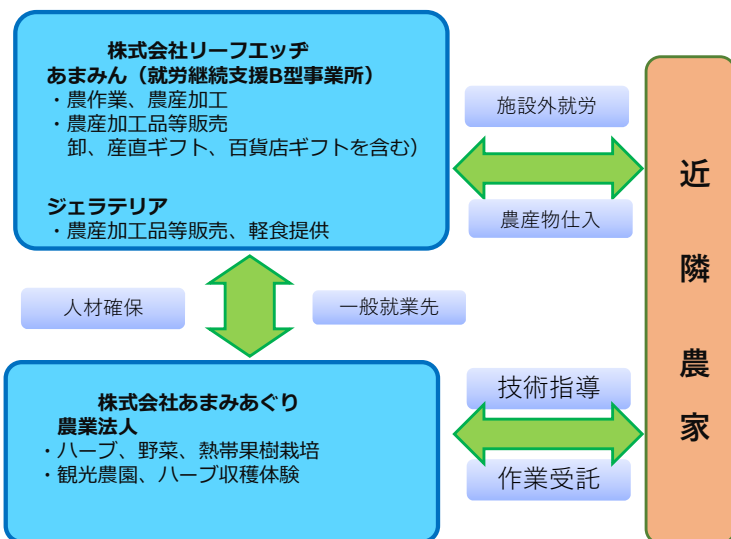 株式会社リーフエッヂ
あまみん（就労継続支援B型事業所）
・農作業、農産加工
・農産加工品等販売
卸、産直ギフト、百貨店ギフトを含む）
ジェラテリア
・農産加工品等販売、軽食提供
施設外就労
農産物仕入
近隣農家
人材確保
一般就業先
株式会社あまみあぐり
農業法人
・ハーブ、野菜、熱帯果樹栽培
・観光農園、ハーブ収穫体験
技術指導
作業受託